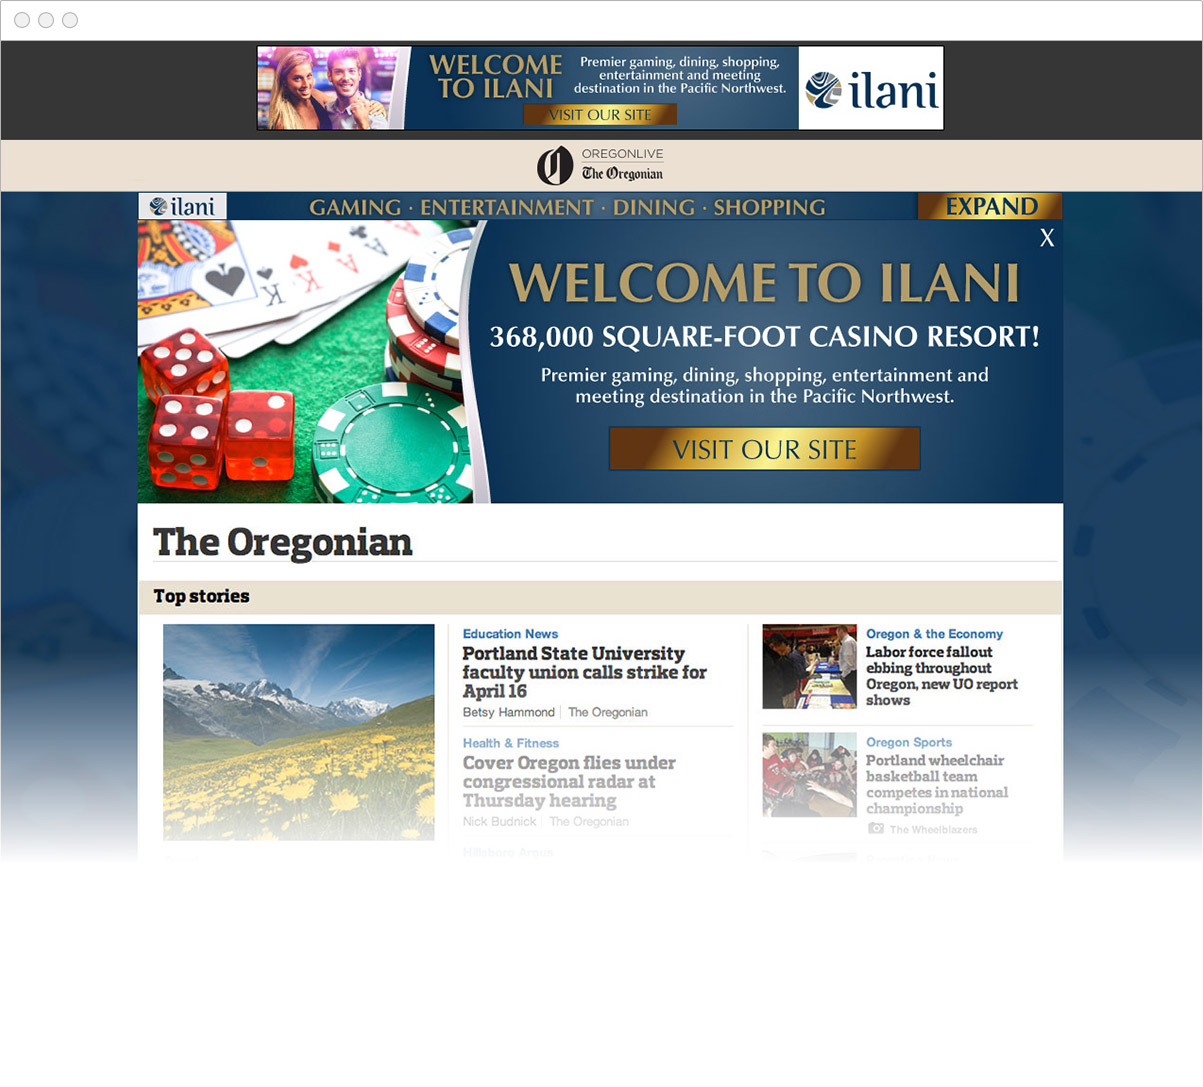 WELCOME
TO ILANI
Premier gaming, dining, shopping,
entertainment and meeting
destination in the Pacific Northwest.
VISIT OUR SITE
ilani
OREGONLIVE
The Oregonian
ilani
GAMING · ENTERTAINMENT · DINING · SHOPPING
EXPAND
X
WELCOME TO ILANI
368,000 SQUARE-FOOT CASINO RESORT!
Premier gaming, dining, shopping, entertainment and
meeting destination in the Pacific Northwest.
VISIT OUR SITE
K
K
The Oregonian
Top stories
Education News
Portland State University
faculty union calls strike for
April 16
Betsy Hammond | The Oregonian
Health & Fitness
Cover Oregon flies under
congressional radar at
Thursday hearing
Nick Budnick | The Oregonian
Oregon & the Economy
Labor force fallout
ebbing throughout
Oregon, new UO report
shows
Oregon Sports
Portland wheelchair
basketball team
competes in national
championship
The Wheelblazers